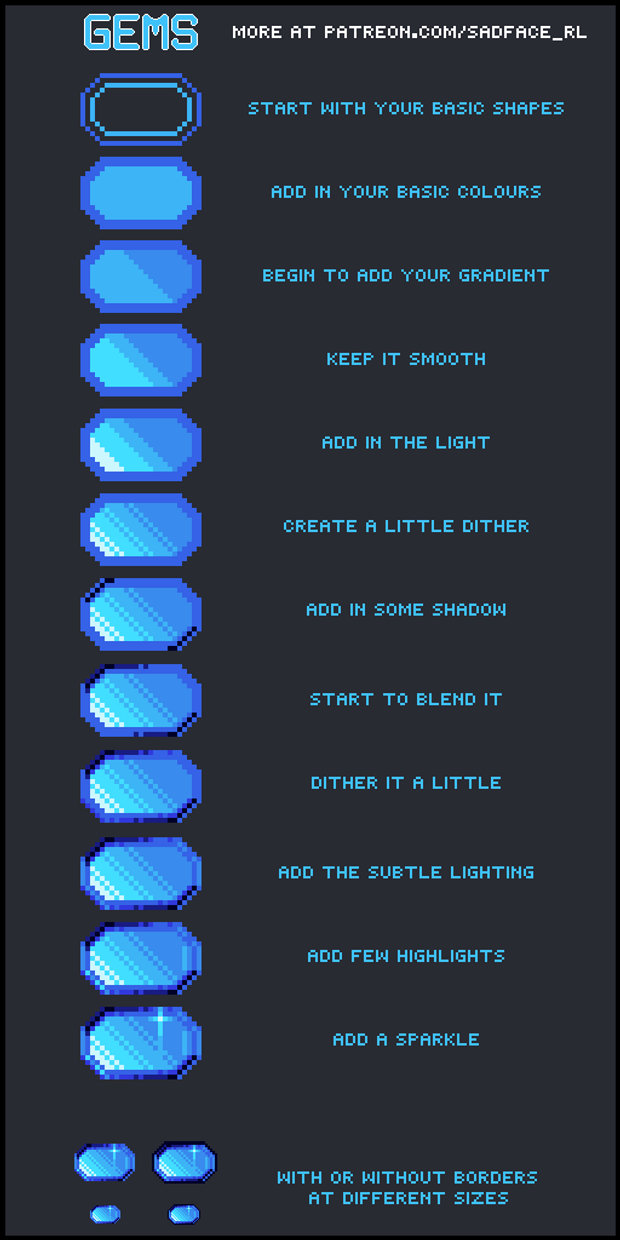 GEMS
MORE AT PATREON.COM/SADFACE_RL
START WITH YOUR BASIC SHAPES
ADD IN YOUR BASIC COLOURS
BEGIN TO ADD YOUR GRADIENT
KEEP IT SMOOTH
ADD IN THE LIGHT
CREATE A LITTLE DITHER
ADD IN SOME SHADOW
START TO BLEND IT
DITHER IT A LITTLE
ADD THE SUBTLE LIGHTING
ADD FEW HIGHLIGHTS
ADD A SPARKLE
WITH OR WITHOUT BORDERS
AT DIFFERENT SIZES